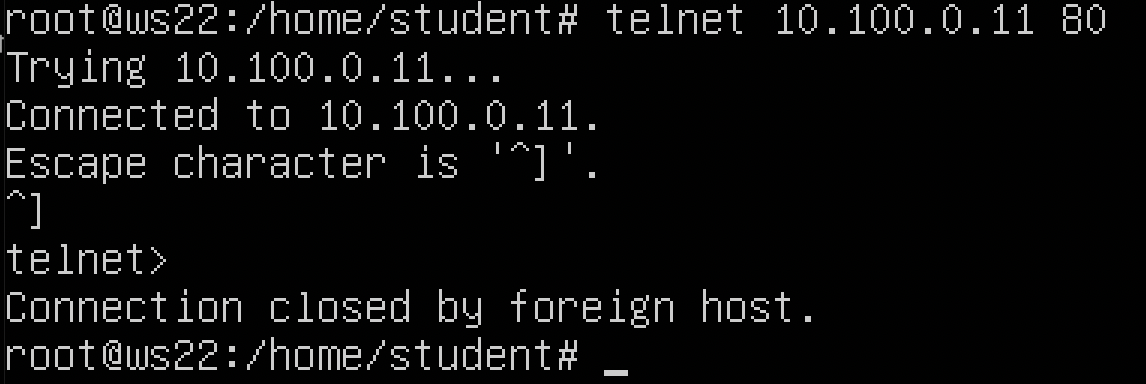 root@ws22:/home/student# telnet 10.100.0.11 80
Trying 10.100.0.11...
Connected to 10.100.0.11.
Escape character is '^]'.
^]
telnet>
Connection closed by foreign host.
root@ws22:/home/student# _